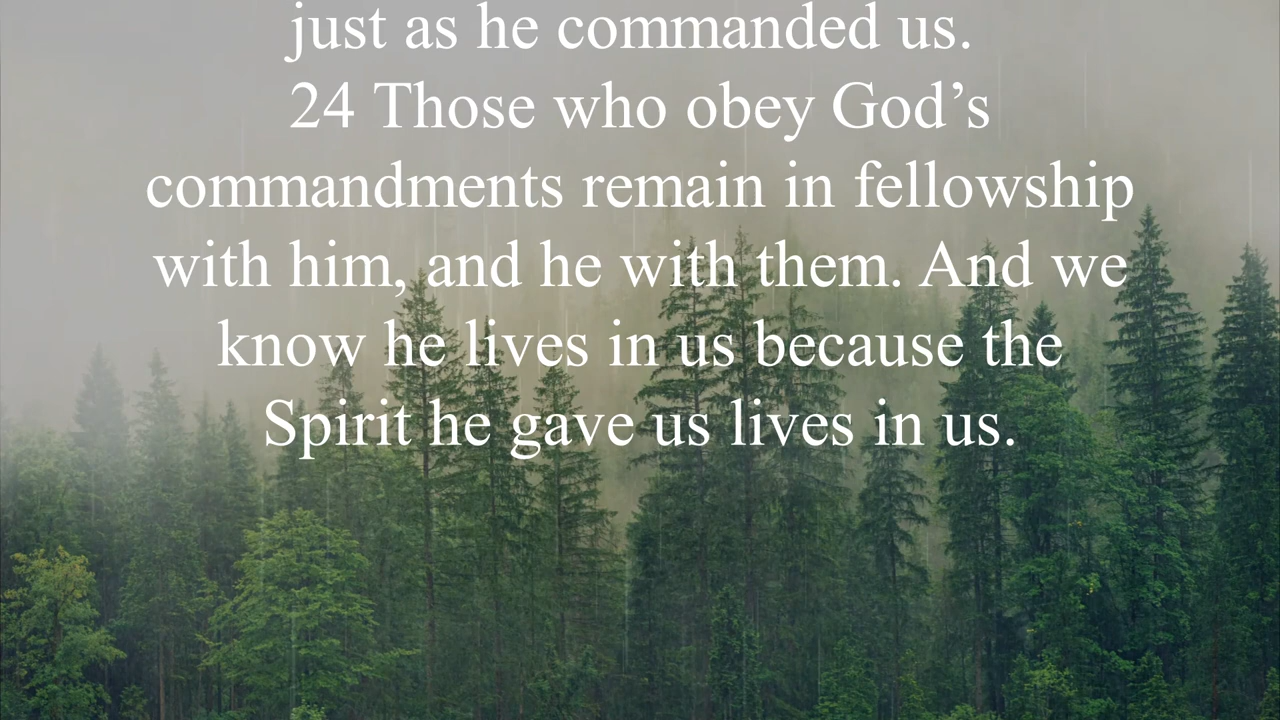 just as he commanded us.
24 Those who obey God’s
commandments remain in fellowship
with him, and he with them. And we
know he lives in us because the
Spirit he gave us lives in us.